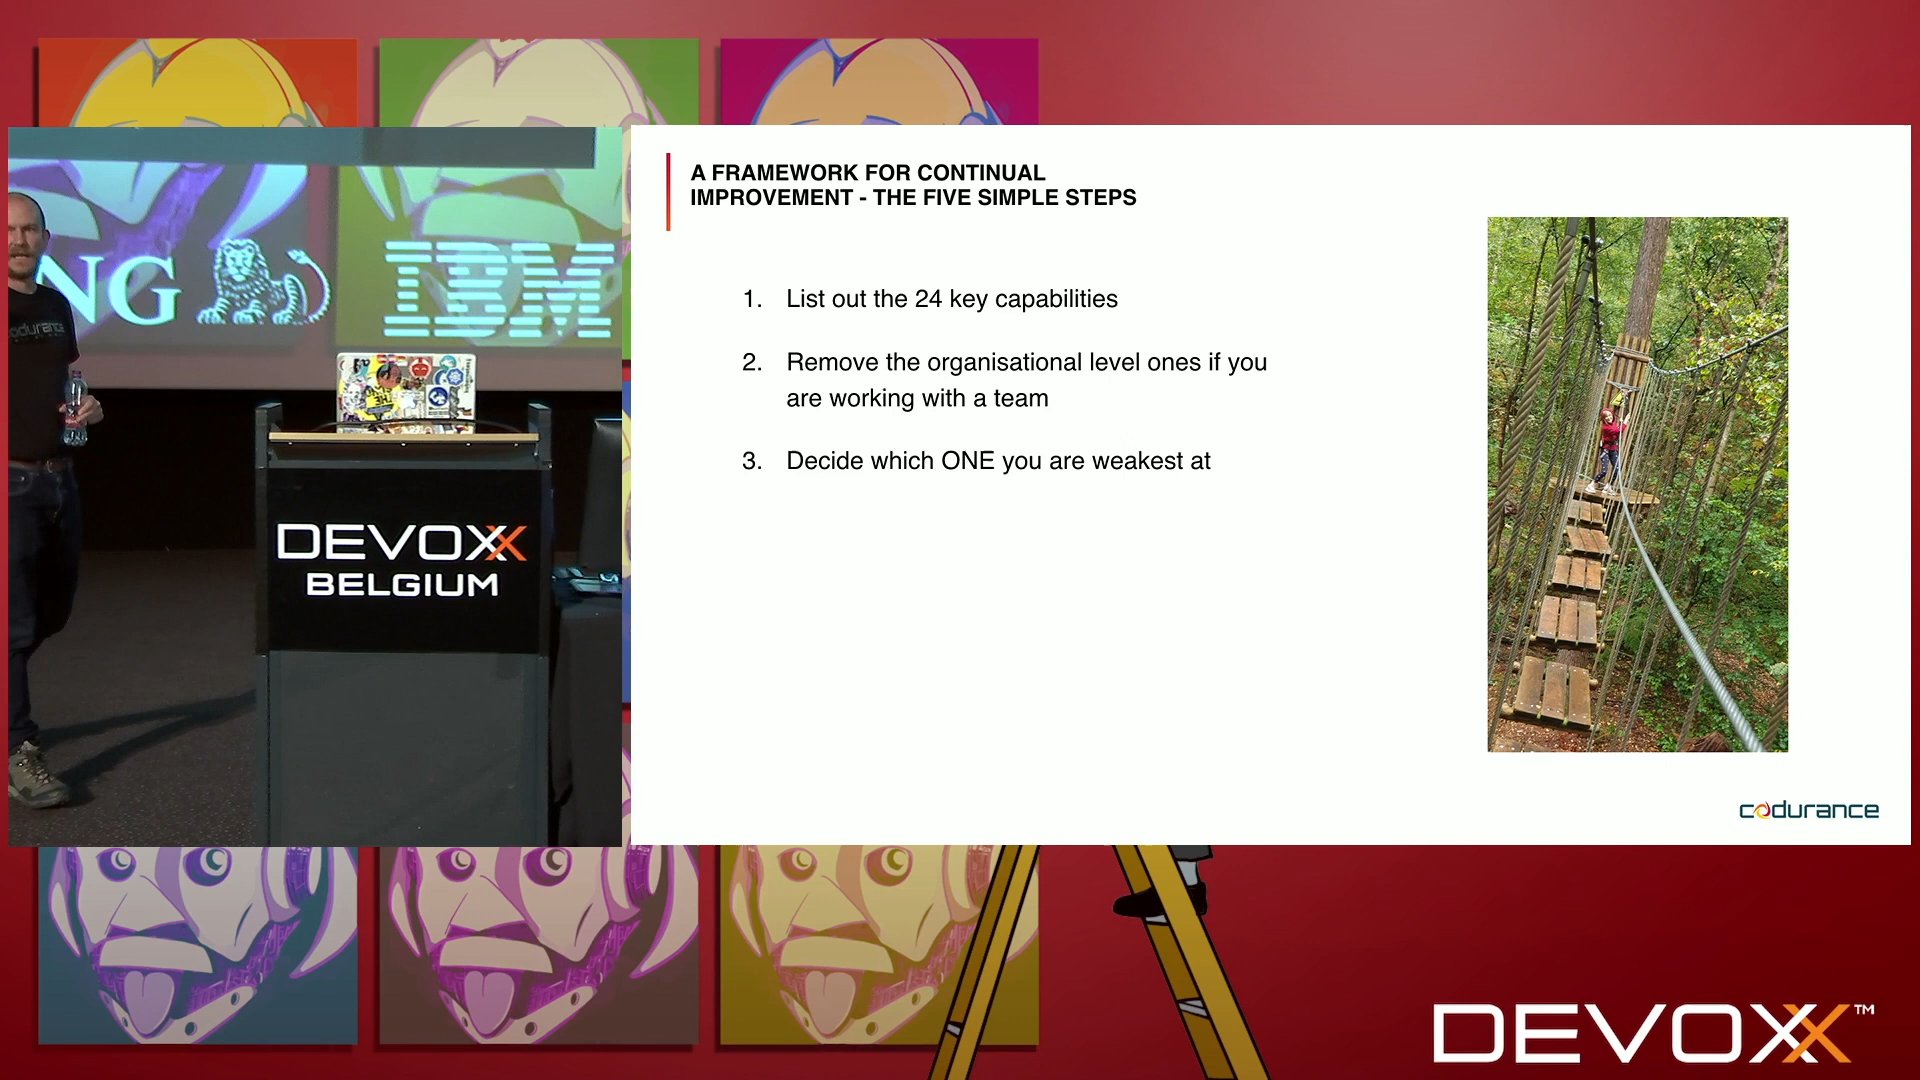 A FRAMEWORK FOR CONTINUAL
IMPROVEMENT - THE FIVE SIMPLE STEPS
1. List out the 24 key capabilities
2. Remove the organisational level ones if you
are working with a team
3. Decide which ONE you are weakest at
codurance
NG
IBM
codurance
DEVOXX
BELGIUM
DEVOXX™